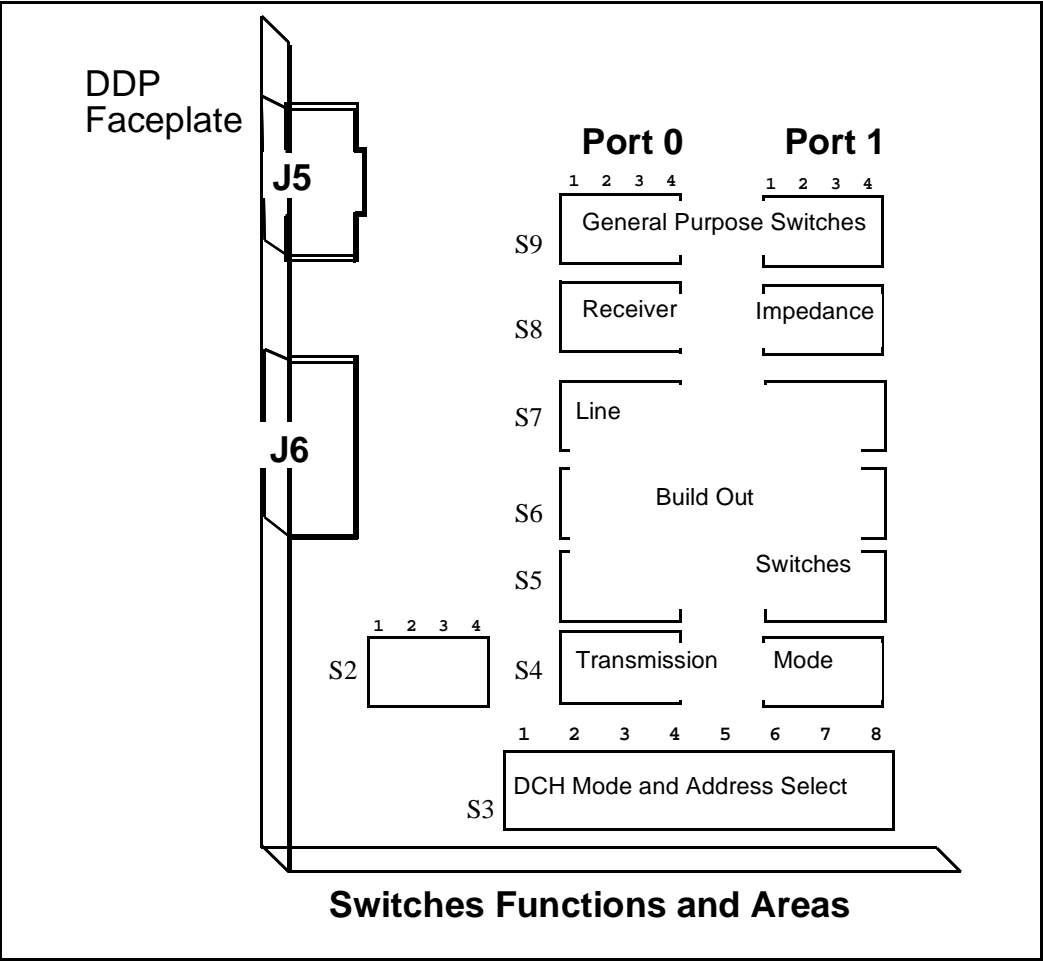 DDP
Faceplate
J5
J6
Port 0 Port 1
1 2 3 4 1 2 3 4
S9 General Purpose Switches
S8 Receiver Impedance
S7 Line
S6 Build Out
S5 Switches
1 2 3 4
S2
S4 Transmission Mode
1 2 3 4 5 6 7 8
S3 DCH Mode and Address Select
Switches Functions and Areas